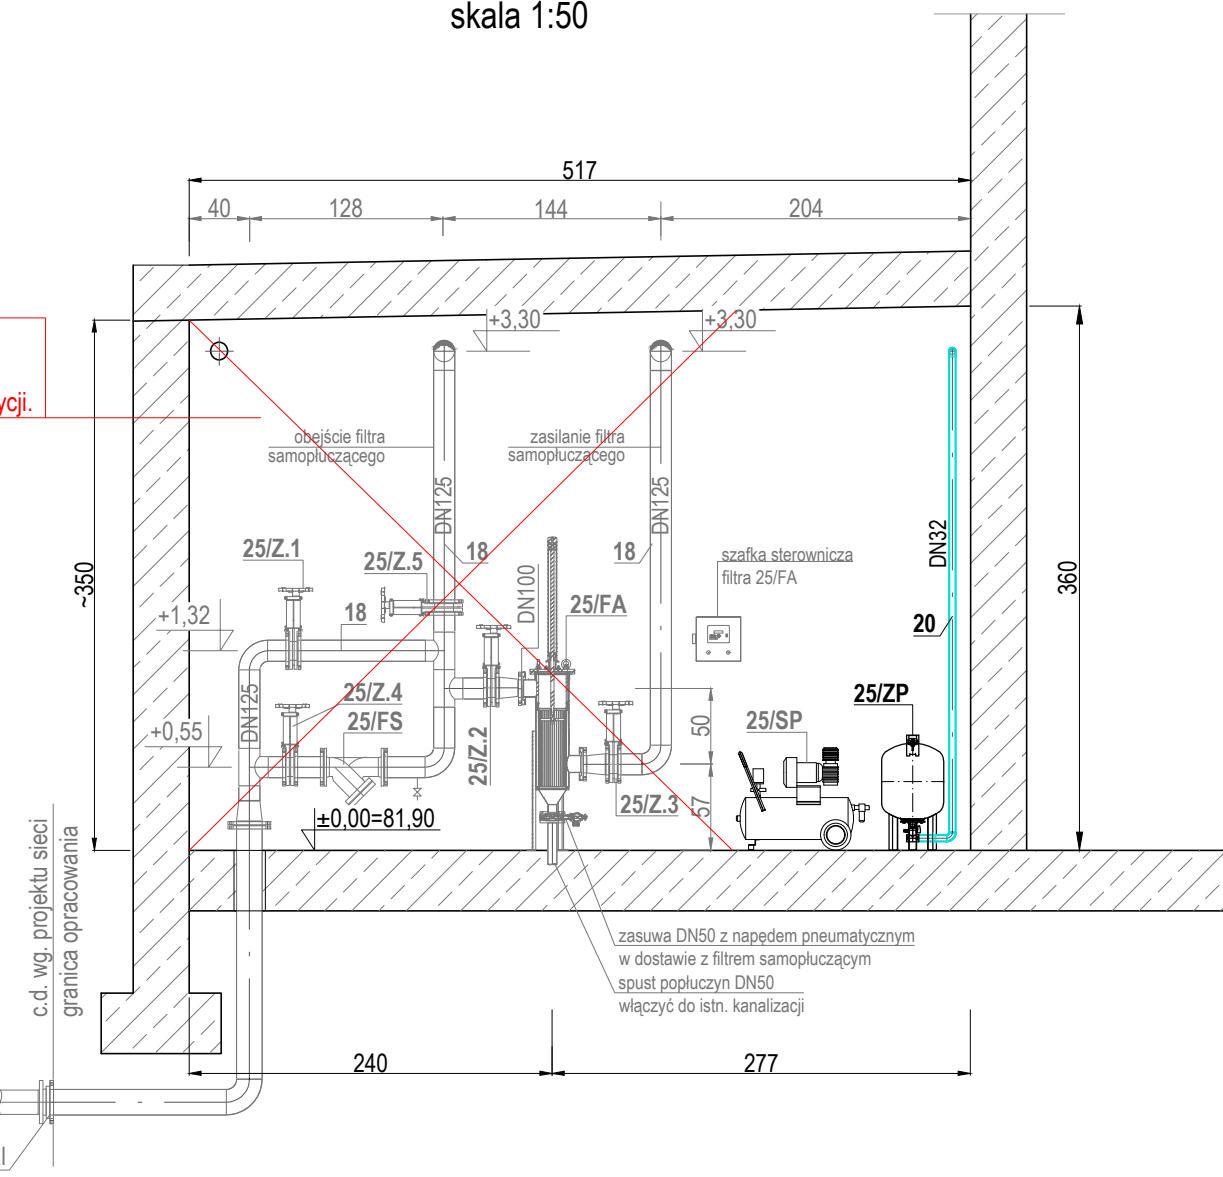 skala 1:50
517
40
128
144
204
+3,30
+3,30
ycji.
obejście filtra
samopłuczącego
zasilanie filtra
samopłuczącego
DN125
DN125
25/Z.1
25/Z.5
18
18
DN100
25/FA
szafka sterownicza
filtra 25/FA
DN32
~350
360
+1,32
18
20
DN125
25/Z.4
25/FS
25/Z.2
50
25/SP
25/ZP
+0,55
25/Z.3
57
±0,00=81,90
c.d. wg. projektu sieci
granica opracowania
zasuwa DN50 z napędem pneumatycznym
w dostawie z filtrem samopłuczącym
spust popłuczyn DN50
włączyć do istn. kanalizacji
240
277